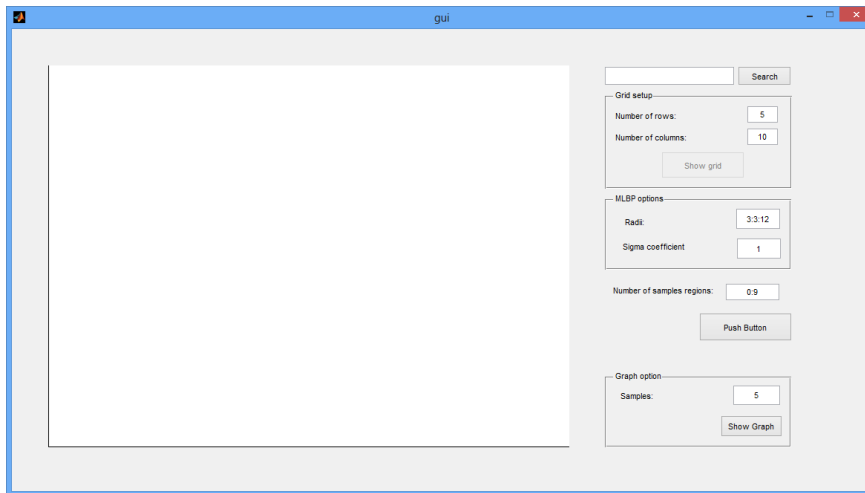 gui
Search
Grid setup
Number of rows: 5
Number of columns: 10
Show grid
MLBP options
Radii: 3:3:12
Sigma coefficient 1
Number of samples regions: 0:9
Push Button
Graph option
Samples: 5
Show Graph